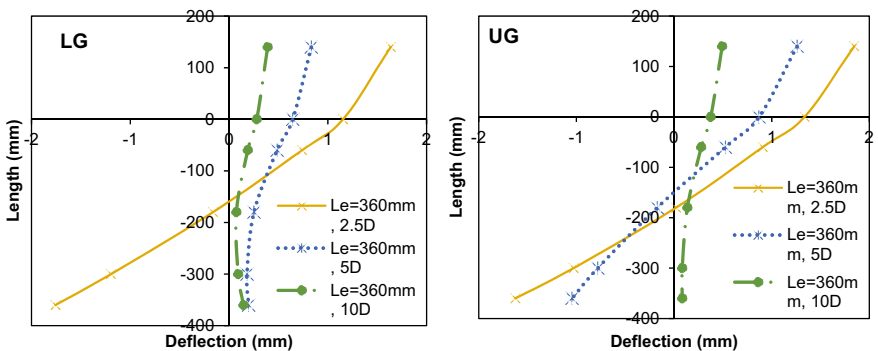 LG
200
100
0
-2
-1
0
1
2
-100
-200
-300
-400
Length (mm)
Deflection (mm)
Le=360mm
, 2.5D
Le=360mm
, 5D
Le=360mm
, 10D
UG
200
100
0
-2
-1
0
1
2
-100
-200
-300
-400
Length (mm)
Deflection (mm)
Le=360m
m, 2.5D
Le=360m
m, 5D
Le=360m
m, 10D